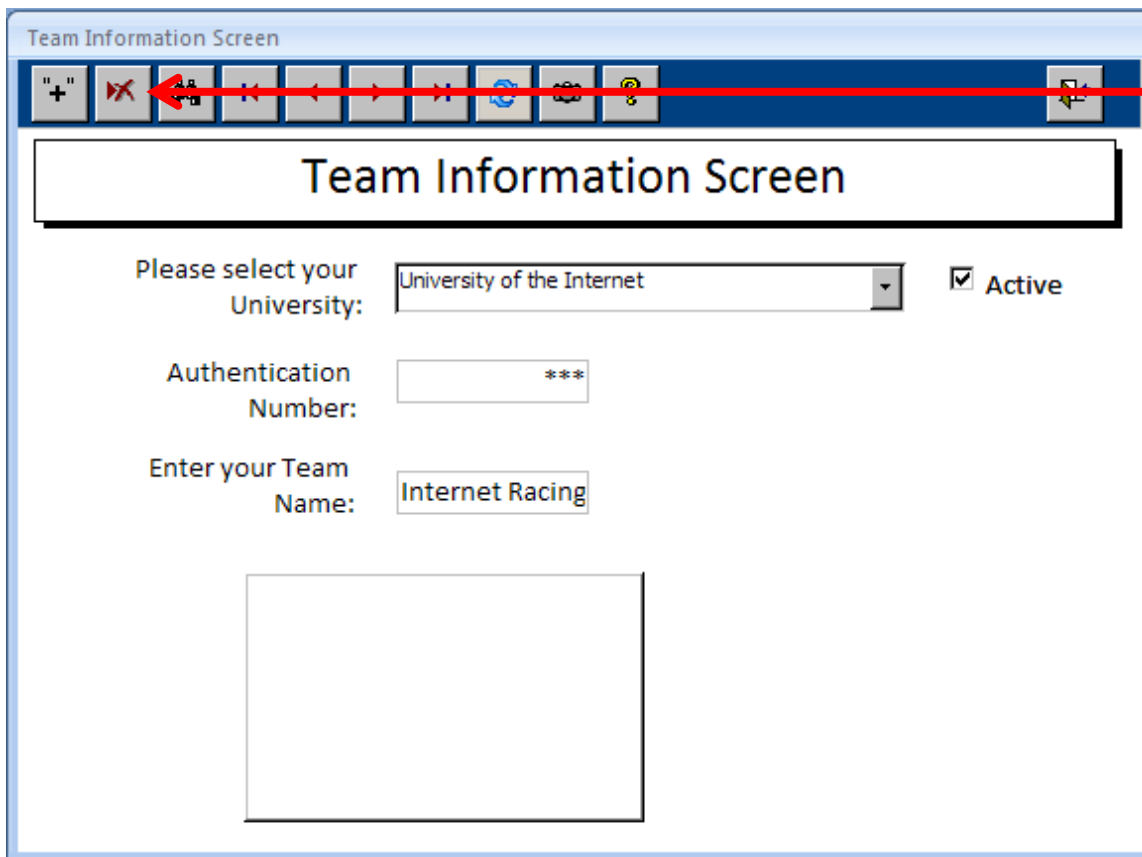 Team Information Screen
"+"
?
Team Information Screen
Please select your
University:
University of the Internet
Active
Authentication
Number:
***
Enter your Team
Name:
Internet Racing